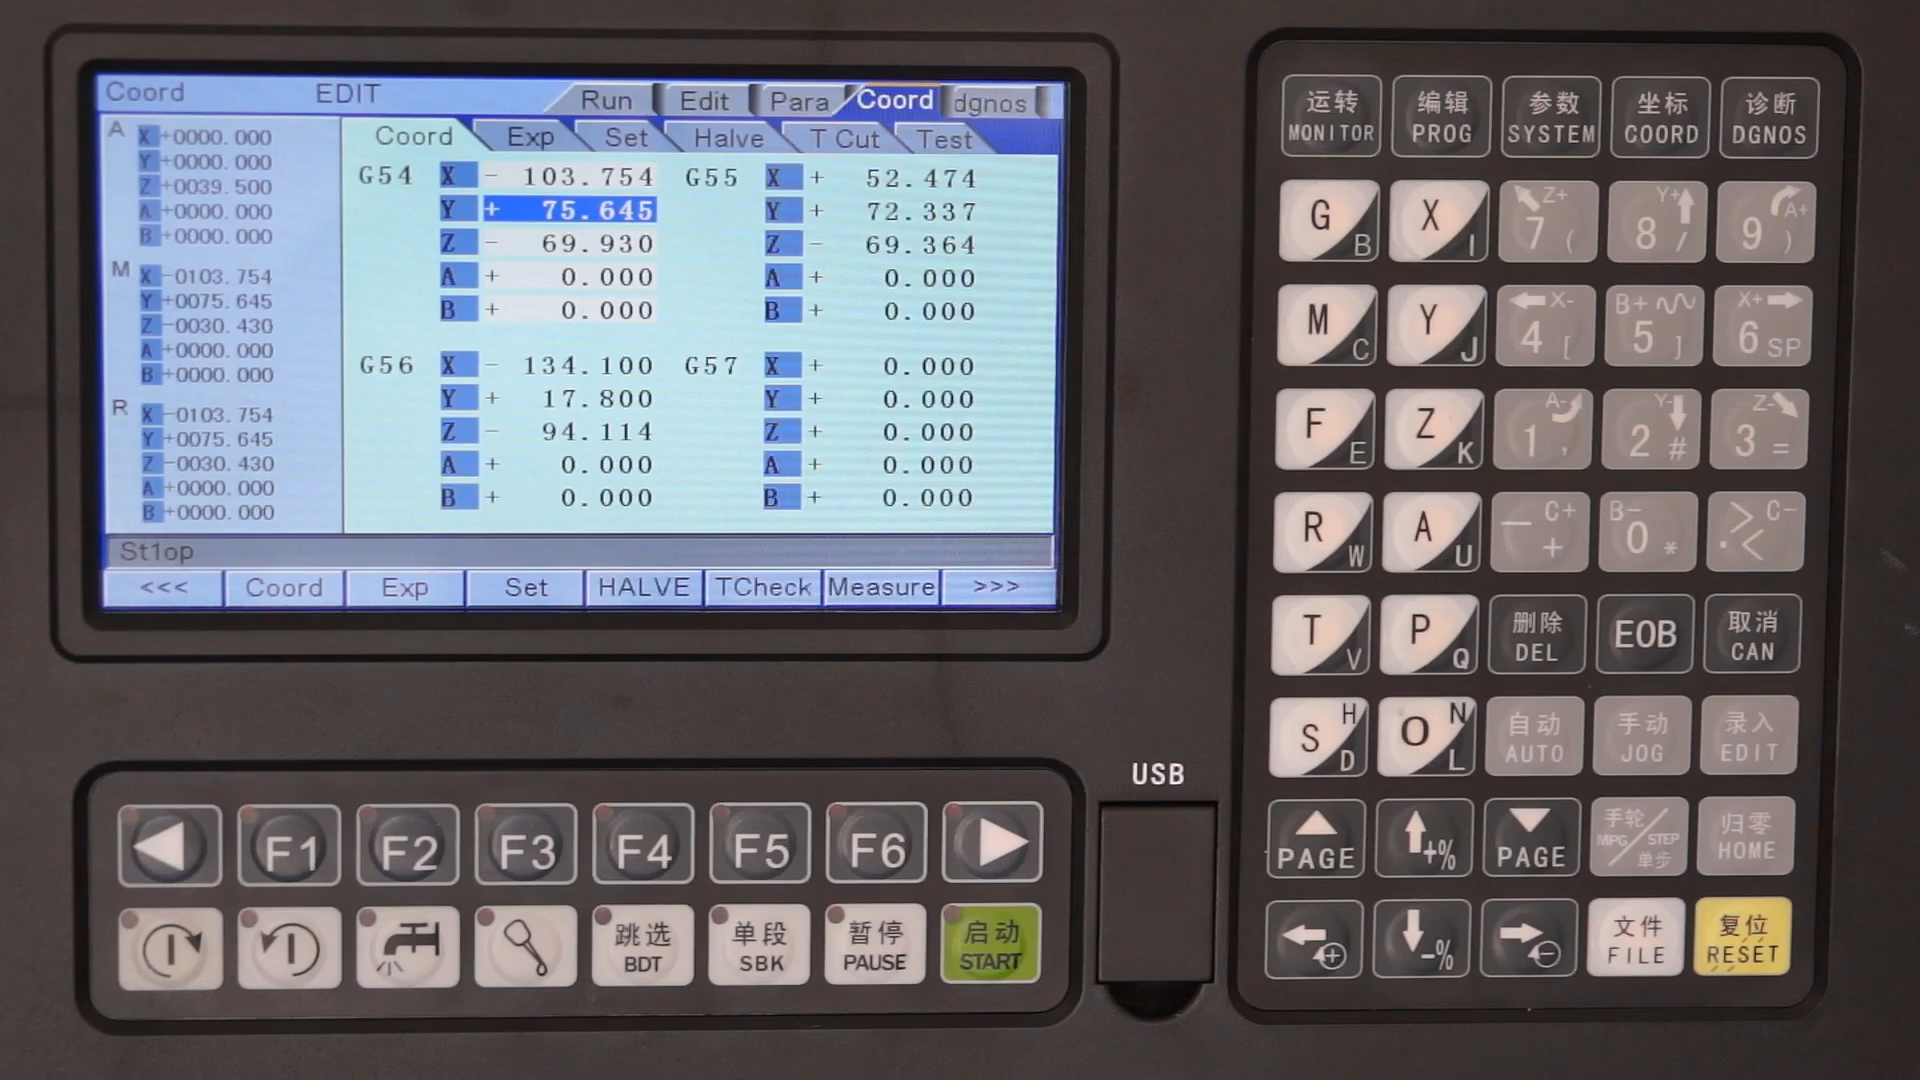 Coord EDIT Run Edit Para Coord dgnos
Coord Exp Set Halve T Cut Test
A X +0000.000
Y +0000.000
Z +0039.500
A +0000.000
B +0000.000
M X -0103.754
Y +0075.645
Z -0030.430
A +0000.000
B +0000.000
R X -0103.754
Y +0075.645
Z -0030.430
A +0000.000
B +0000.000
G54 X - 103.754 G55 X + 52.474
Y + 75.645 Y + 72.337
Z - 69.930 Z - 69.364
A + 0.000 A + 0.000
B + 0.000 B + 0.000
G56 X - 134.100 G57 X + 0.000
Y + 17.800 Y + 0.000
Z - 94.114 Z + 0.000
A + 0.000 A + 0.000
B + 0.000 B + 0.000
St1op
<<< Coord Exp Set HALVE TCheck Measure >>>
F1 F2 F3 F4 F5 F6
跳选 单段 暂停 启动
BDT SBK PAUSE START
USB
运转 编辑 参数 坐标 诊断
MONITOR PROG SYSTEM COORD DGNOS
G B X I Z+ 7 ( Y+ 8 / A+ 9 )
M C Y J X- 4 [ B+ 5 ] X+ 6 SP
F E Z K A- 1 , Y- 2 # Z- 3 =
R W A U - C+ + B- 0 * > C- . <
T V P Q 删除 DEL EOB 取消 CAN
S H D O N L 自动 AUTO 手动 JOG 录入 EDIT
PAGE +% PAGE 手轮 MPG / STEP 单步 归零 HOME
-% 文件 FILE 复位 RESET